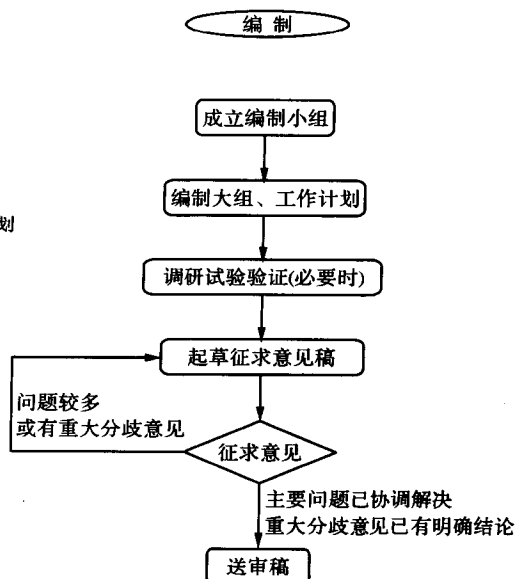 编制
成立编制小组
编制大组、工作计划
划
调研试验验证(必要时)
起草征求意见稿
问题较多
或有重大分歧意见
征求意见
主要问题已协调解决
重大分歧意见已有明确结论
送审稿